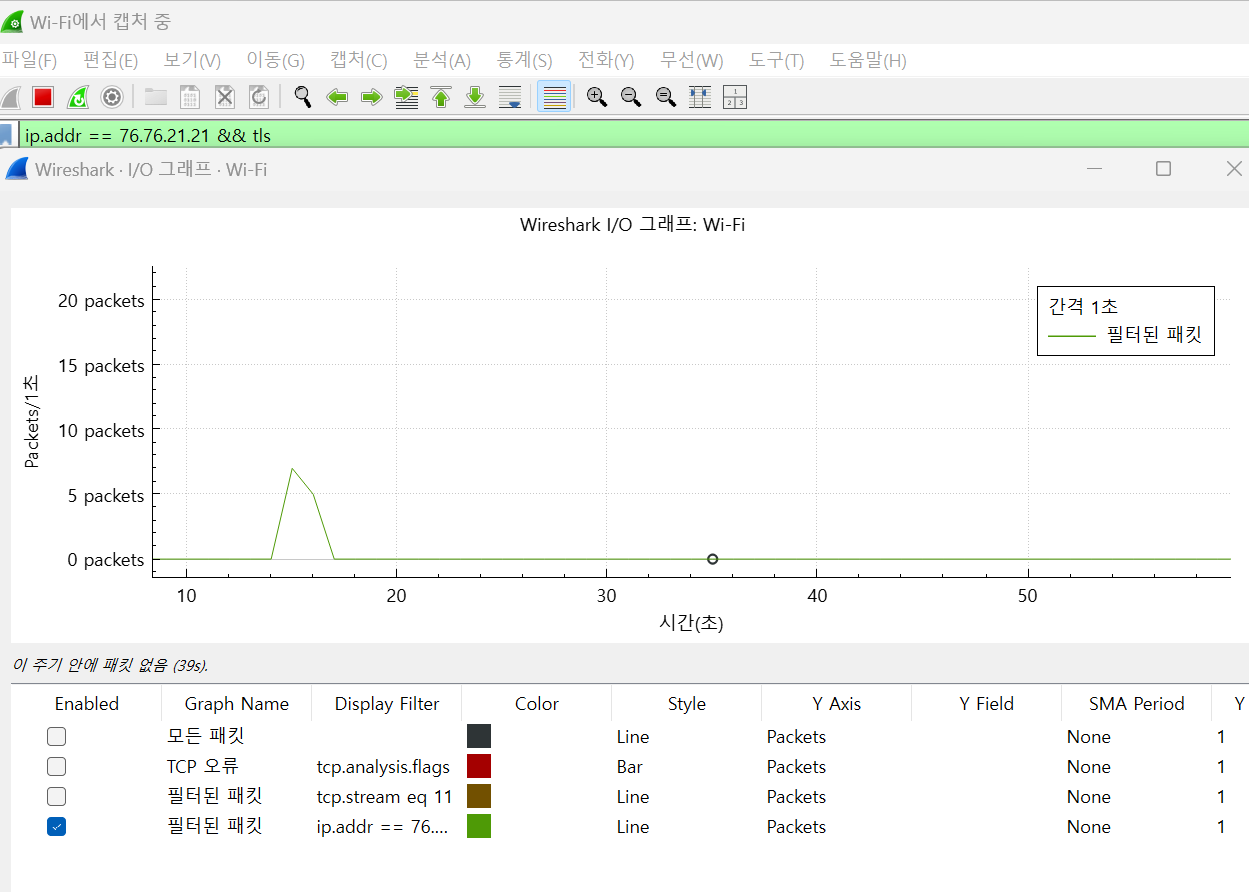 Wi-Fi에서 캡처 중
파일(F) 편집(E) 보기(V) 이동(G) 캡처(C) 분석(A) 통계(S) 전화(Y) 무선(W) 도구(T) 도움말(H)
ip.addr == 76.76.21.21 && tls
Wireshark · I/O 그래프 · Wi-Fi
Wireshark I/O 그래프: Wi-Fi
간격 1초
필터된 패킷
20 packets
15 packets
10 packets
5 packets
0 packets
Packets/1초
10 20 30 40 50
시간(초)
이 주기 안에 패킷 없음 (39s).
Enabled Graph Name Display Filter Color Style Y Axis Y Field SMA Period Y
모든 패킷 Line Packets None 1
TCP 오류 tcp.analysis.flags Bar Packets None 1
필터된 패킷 tcp.stream eq 11 Line Packets None 1
필터된 패킷 ip.addr == 76.... Line Packets None 1